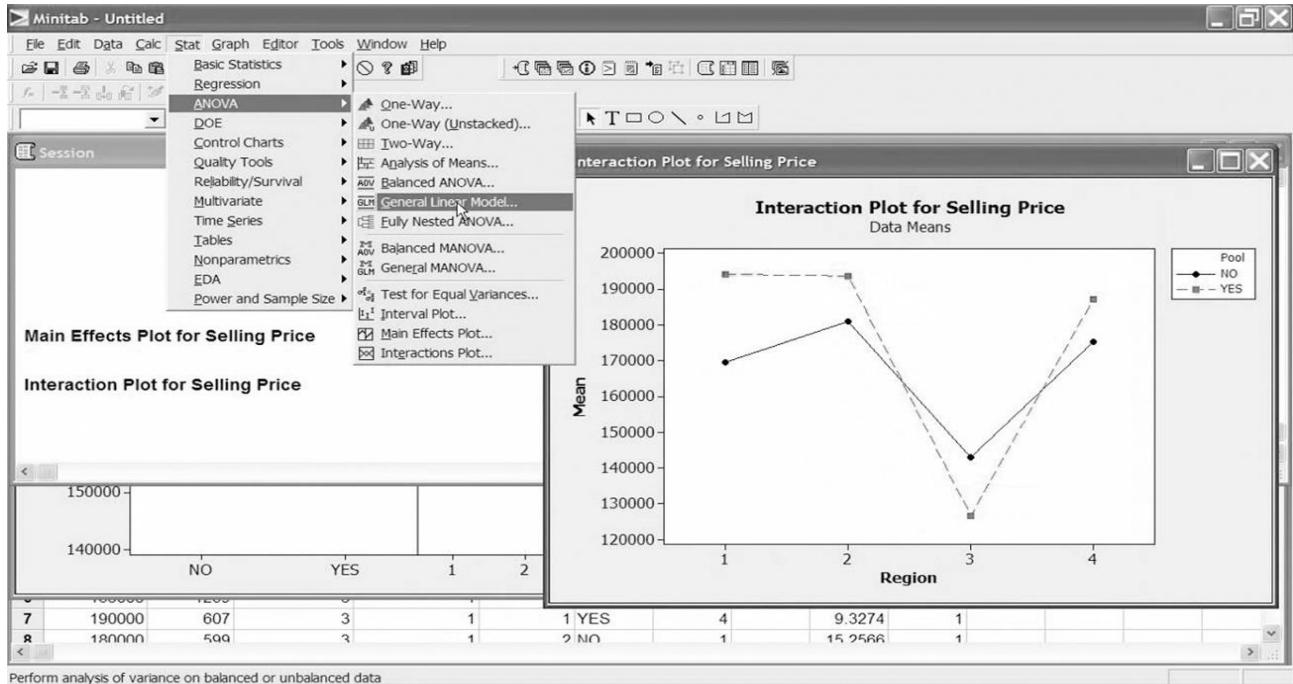 Minitab - Untitled
File Edit Data Calc Stat Graph Editor Tools Window Help
Basic Statistics
Regression
ANOVA
DOE
Control Charts
Quality Tools
Reliability/Survival
Multivariate
Time Series
Tables
Nonparametrics
EDA
Power and Sample Size
One-Way...
One-Way (Unstacked)...
Two-Way...
Analysis of Means...
Balanced ANOVA...
General Linear Model...
Fully Nested ANOVA...
Balanced MANOVA...
General MANOVA...
Test for Equal Variances...
Interval Plot...
Main Effects Plot...
Interactions Plot...
Session
Main Effects Plot for Selling Price
Interaction Plot for Selling Price
nteraction Plot for Selling Price
Interaction Plot for Selling Price
Data Means
Pool
NO
YES
200000
190000
180000
170000
160000
150000
140000
130000
120000
Mean
1 2 3 4
Region
150000
140000
NO YES 1 2
7 190000 607 3 1 1 YES 4 9.3274 1
8 180000 599 3 1 2 NO 1 15.2566 1
Perform analysis of variance on balanced or unbalanced data